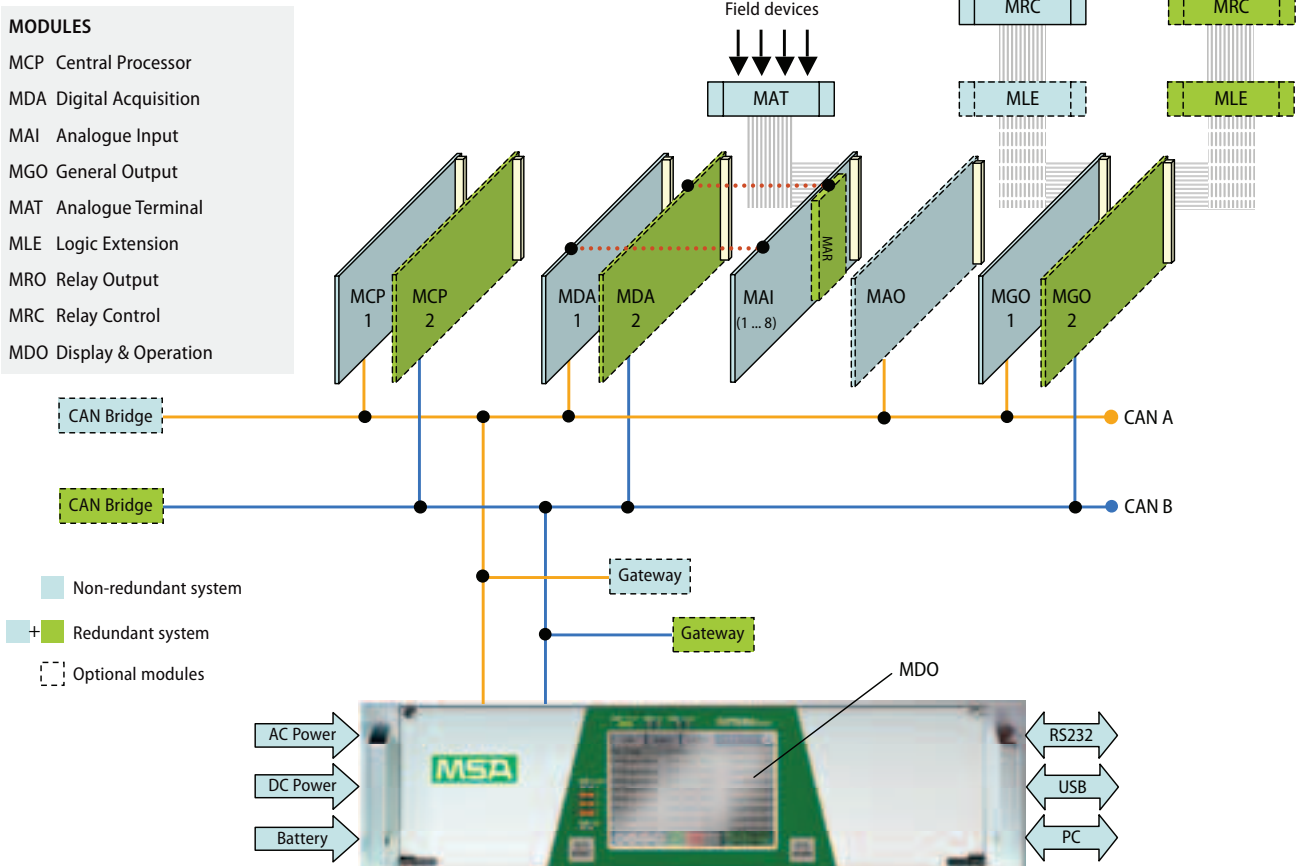 MODULES
MCP Central Processor
MDA Digital Acquisition
MAI Analogue Input
MGO General Output
MAT Analogue Terminal
MLE Logic Extension
MRO Relay Output
MRC Relay Control
MDO Display & Operation
Field devices
MRC
MRC
MAT
MLE
MLE
MCP
1
MCP
2
MDA
1
MDA
2
MAI
(1 ... 8)
MAR
MAO
MGO
1
MGO
2
CAN Bridge
CAN A
CAN Bridge
CAN B
Gateway
Gateway
Non-redundant system
+ Redundant system
Optional modules
MDO
AC Power
DC Power
Battery
MSA
RS232
USB
PC